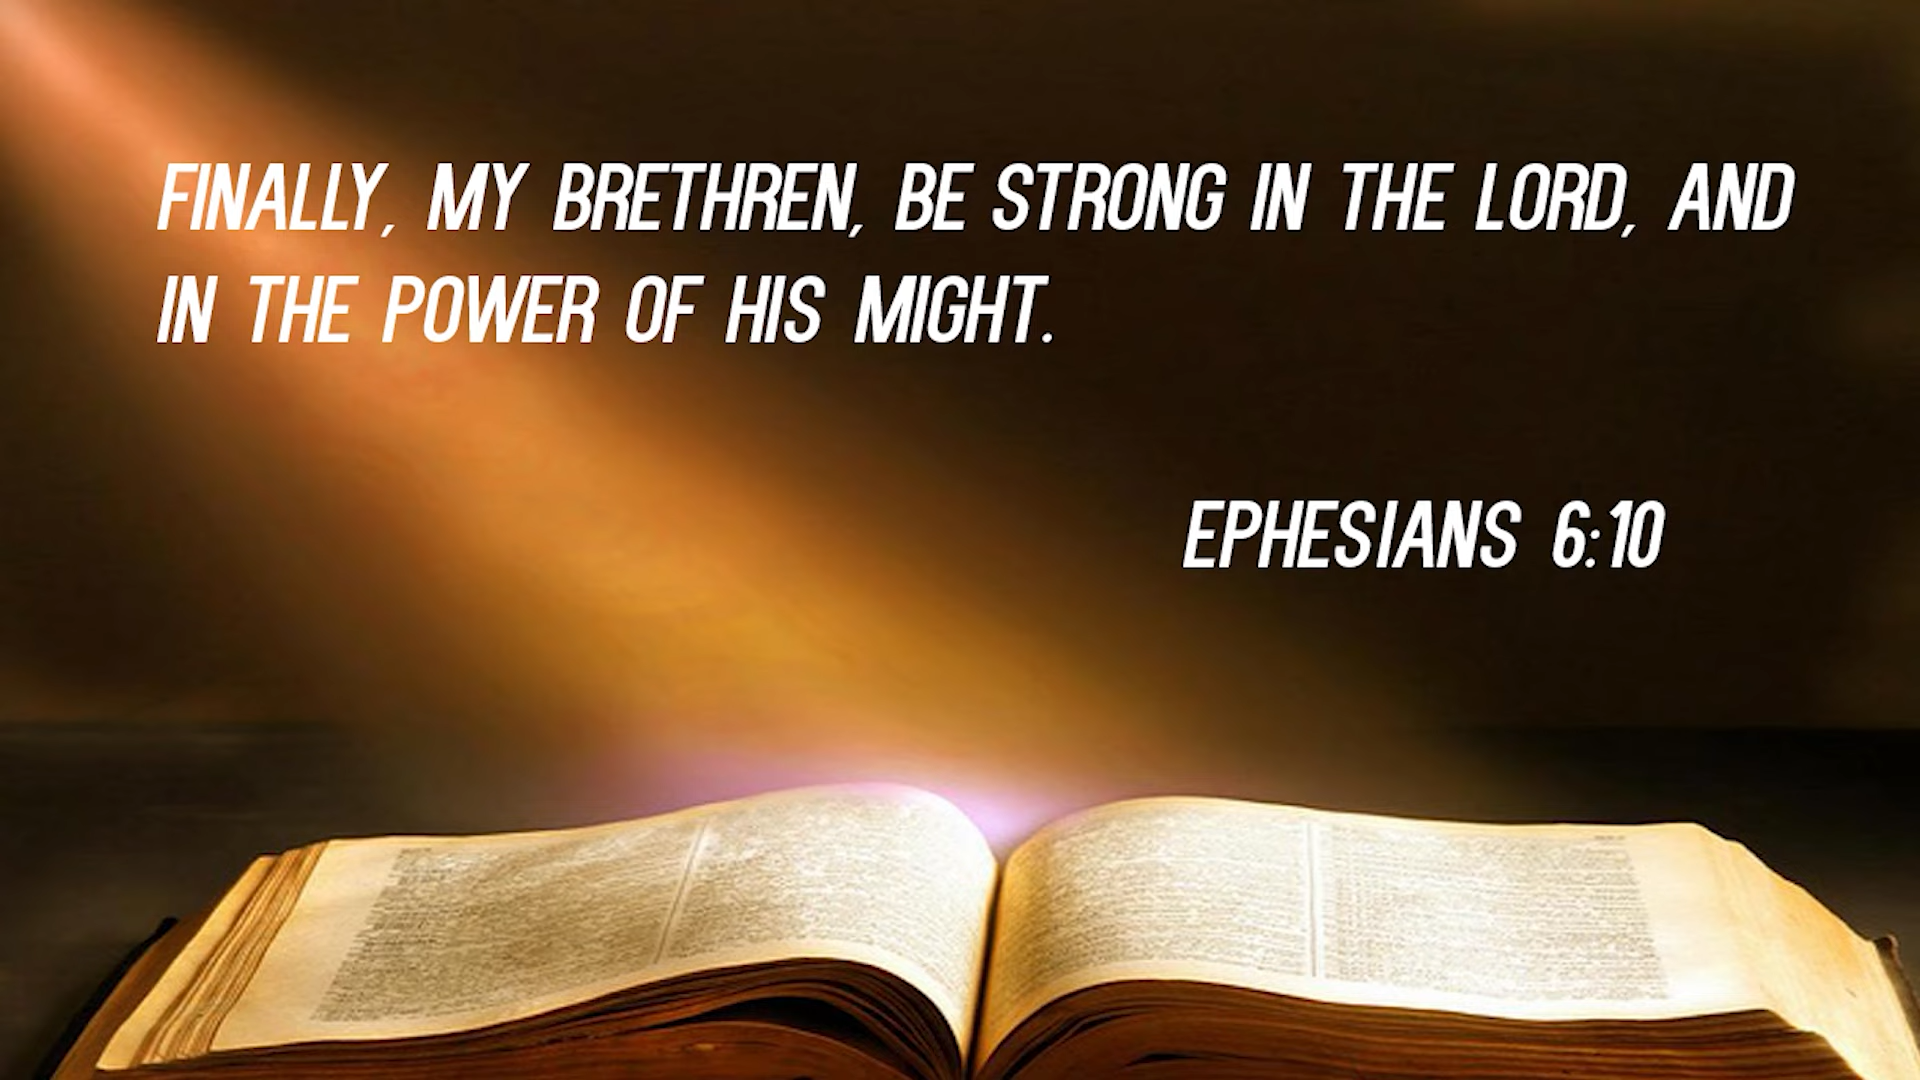 FINALLY, MY BRETHREN, BE STRONG IN THE LORD, AND
IN THE POWER OF HIS MIGHT.
EPHESIANS 6:10